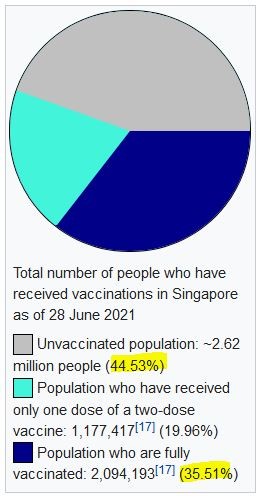 Total number of people who have
received vaccinations in Singapore
as of 28 June 2021
Unvaccinated population: ~2.62
million people (44.53%)
Population who have received
only one dose of a two-dose
vaccine: 1,177,417[17] (19.96%)
Population who are fully
vaccinated: 2,094,193[17] (35.51%)